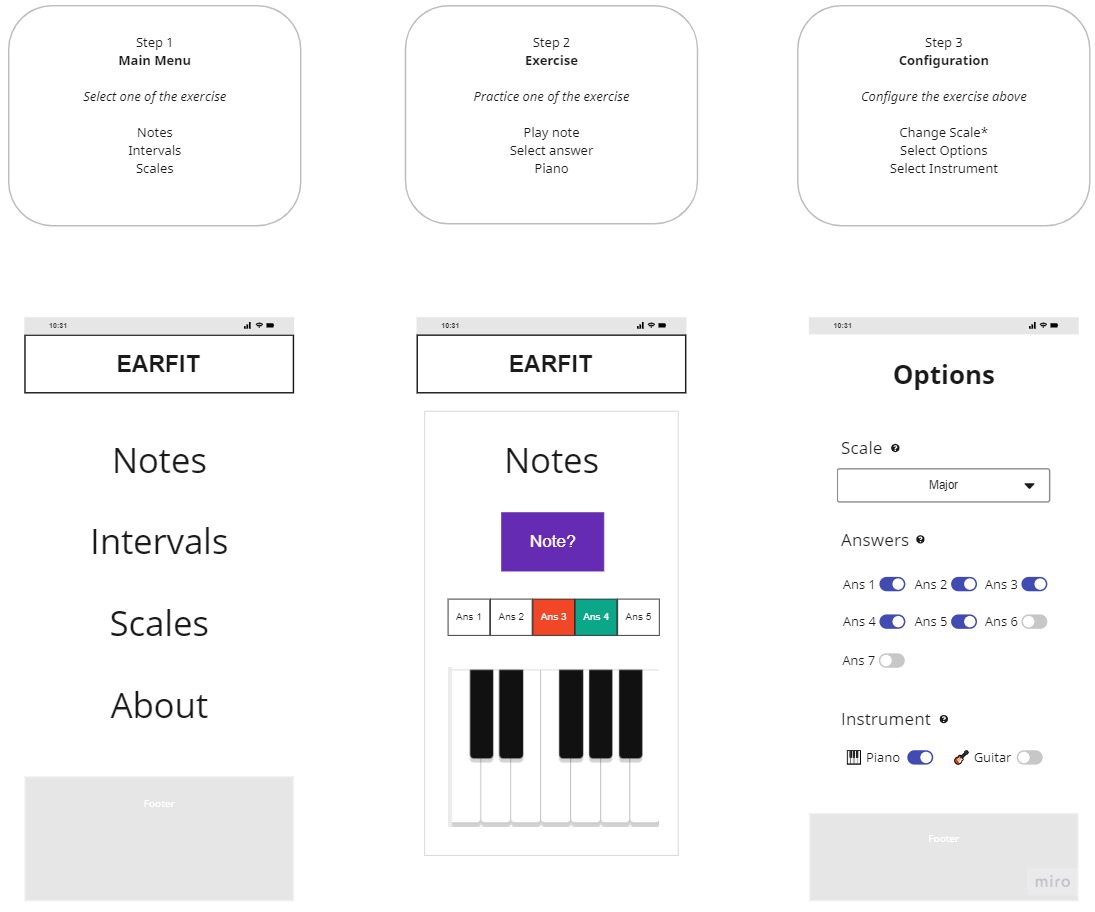 Step 1
Main Menu
Select one of the exercise
Notes
Intervals
Scales
Step 2
Exercise
Practice one of the exercise
Play note
Select answer
Piano
Step 3
Configuration
Configure the exercise above
Change Scale*
Select Options
Select Instrument
10:31
EARFIT
Notes
Intervals
Scales
About
Footer
10:31
EARFIT
Notes
Note?
Ans 1 Ans 2 Ans 3 Ans 4 Ans 5
10:31
Options
Scale ?
Major
Answers ?
Ans 1 Ans 2 Ans 3
Ans 4 Ans 5 Ans 6
Ans 7
Instrument ?
Piano Guitar
Footer
miro